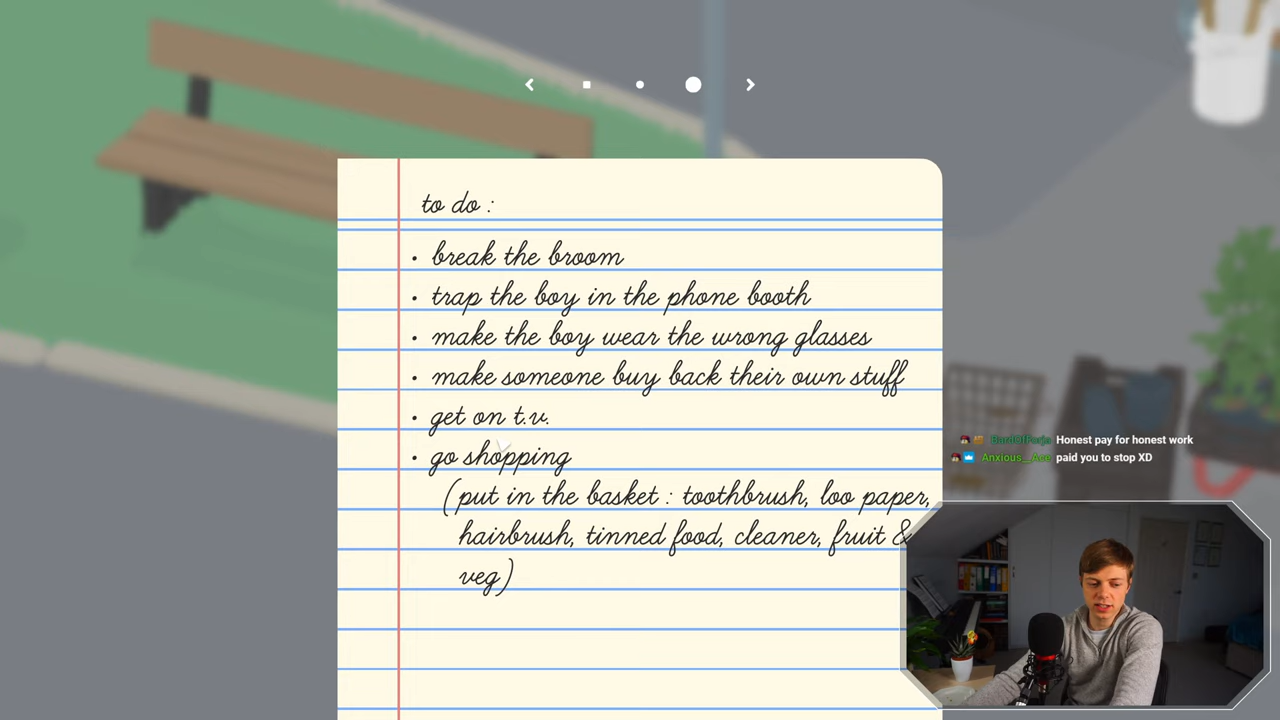 to do :
• break the broom
• trap the boy in the phone booth
• make the boy wear the wrong glasses
• make someone buy back their own stuff
• get on t.v.
• go shopping
(put in the basket : toothbrush, loo paper,
hairbrush, tinned food, cleaner, fruit &
veg)
BardOfForja Honest pay for honest work
Anxious__Ace paid you to stop XD